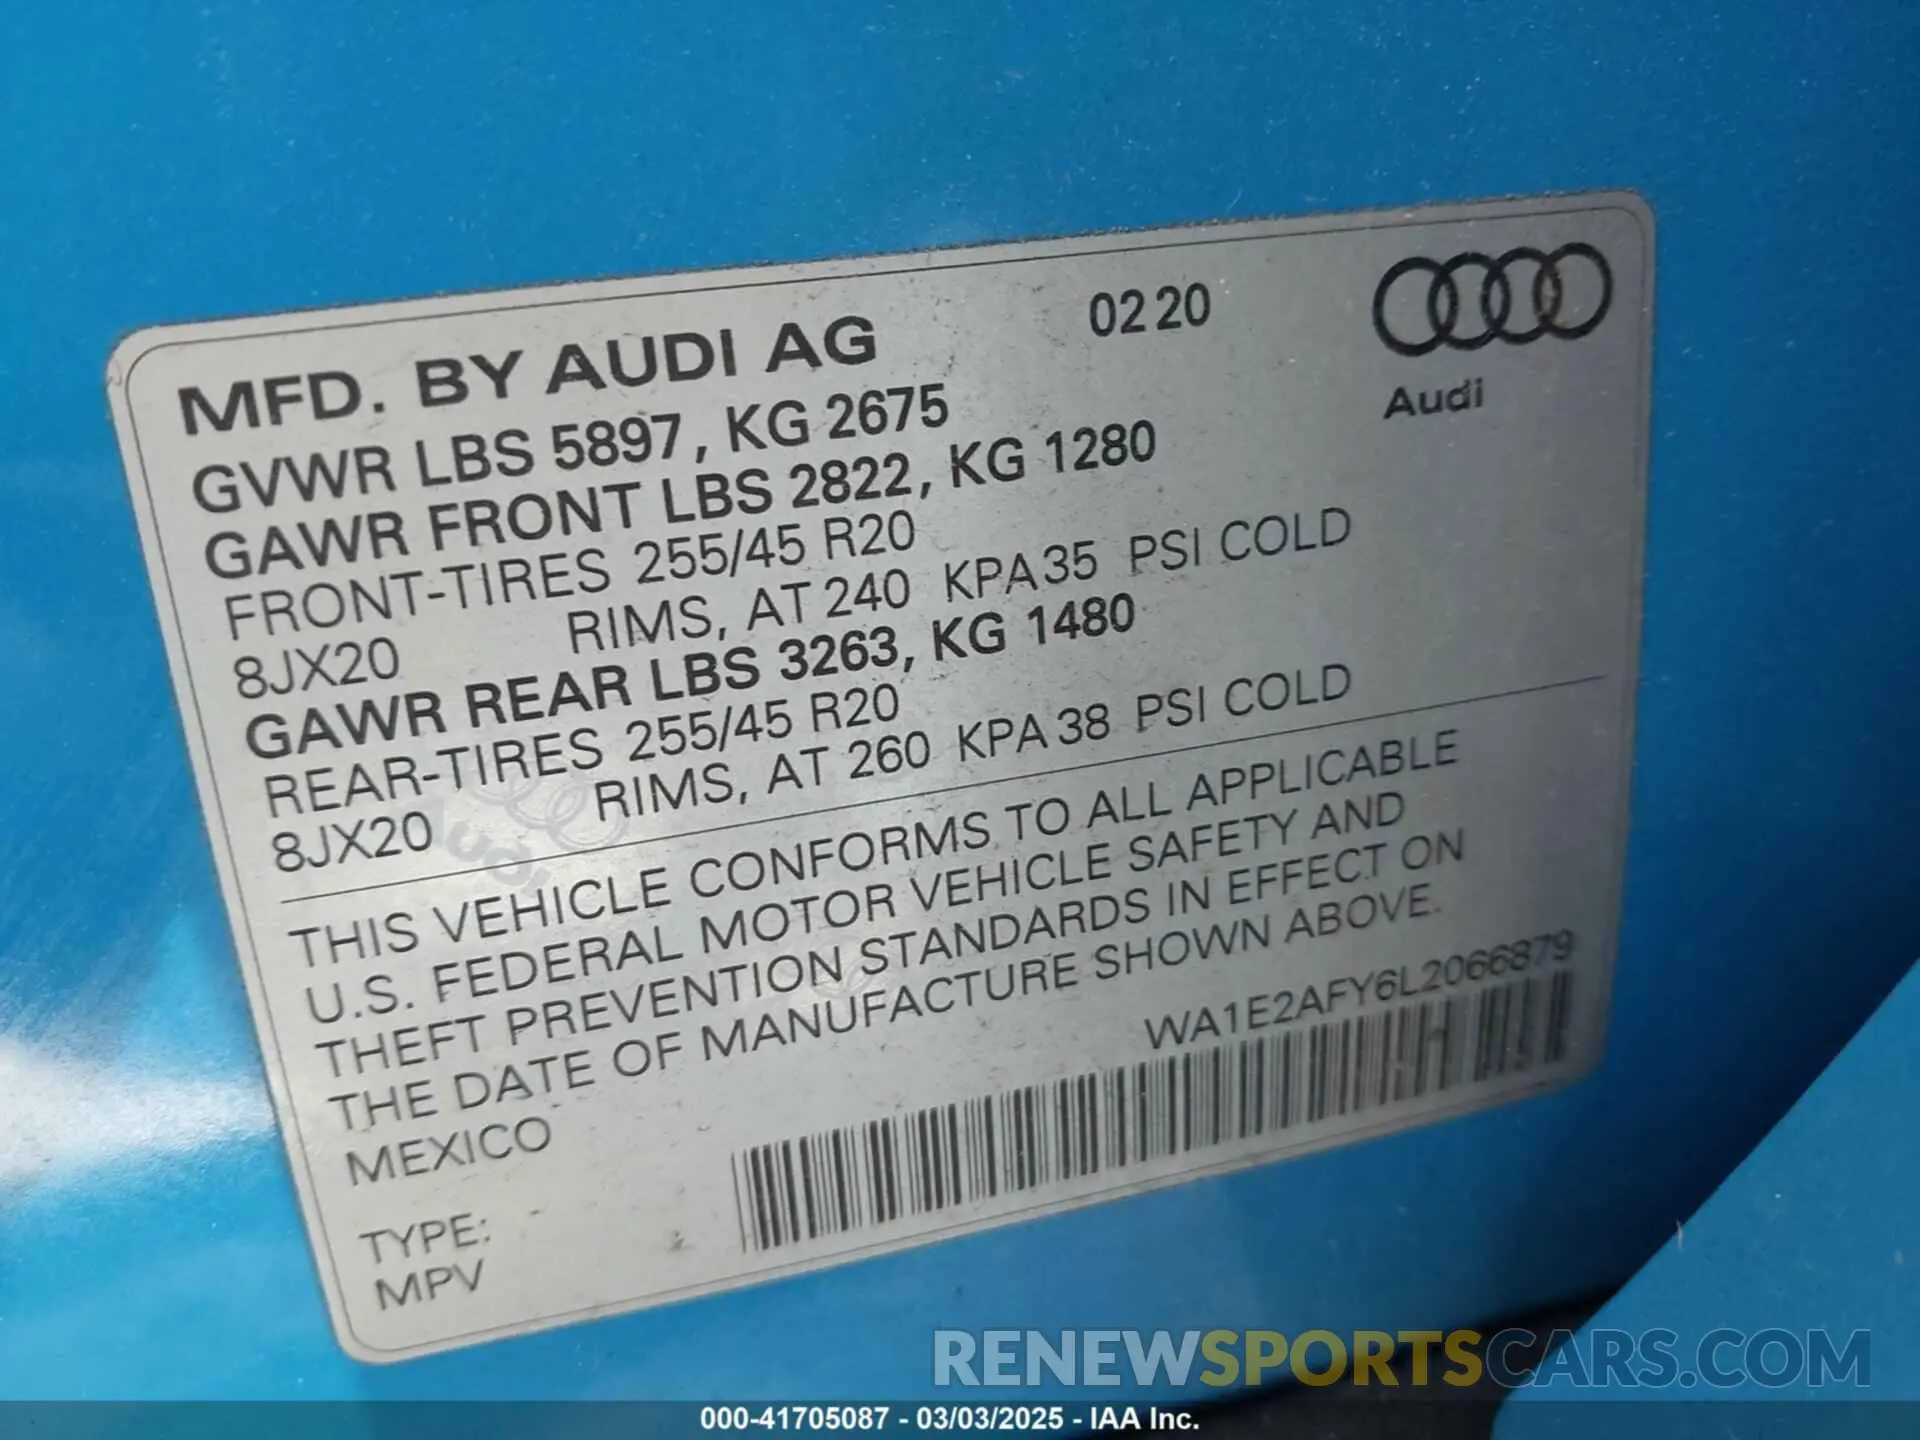 MFD. BY AUDI AG 02 20
Audi
GVWR LBS 5897, KG 2675
GAWR FRONT LBS 2822, KG 1280
FRONT-TIRES 255/45 R20
8JX20 RIMS, AT 240 KPA 35 PSI COLD
GAWR REAR LBS 3263, KG 1480
REAR-TIRES 255/45 R20
8JX20 RIMS, AT 260 KPA 38 PSI COLD
THIS VEHICLE CONFORMS TO ALL APPLICABLE
U.S. FEDERAL MOTOR VEHICLE SAFETY AND
THEFT PREVENTION STANDARDS IN EFFECT ON
THE DATE OF MANUFACTURE SHOWN ABOVE.
MEXICO
WA1E2AFY6L2066879
TYPE:
MPV
RENEWSPORTSCARS.COM
000-41705087 - 03/03/2025 - IAA Inc.